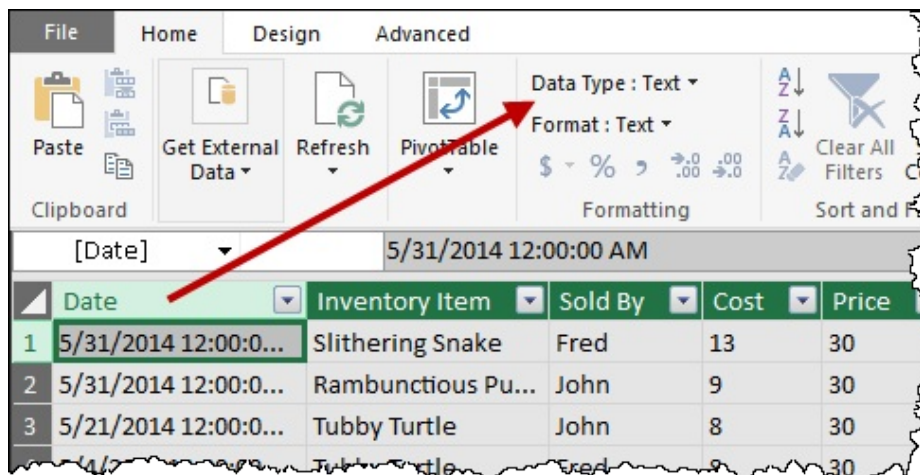 File Home Design Advanced
Data Type : Text
Format : Text
Paste Get External Data Refresh PivotTable
$ % .0 .00 .00 .0
A Z
Z A
Clear All Filters
Clipboard Formatting Sort and F
[Date] 5/31/2014 12:00:00 AM
Date Inventory Item Sold By Cost Price
1 5/31/2014 12:00:0... Slithering Snake Fred 13 30
2 5/31/2014 12:00:0... Rambunctious Pu... John 9 30
3 5/21/2014 12:00:0... Tubby Turtle John 8 30